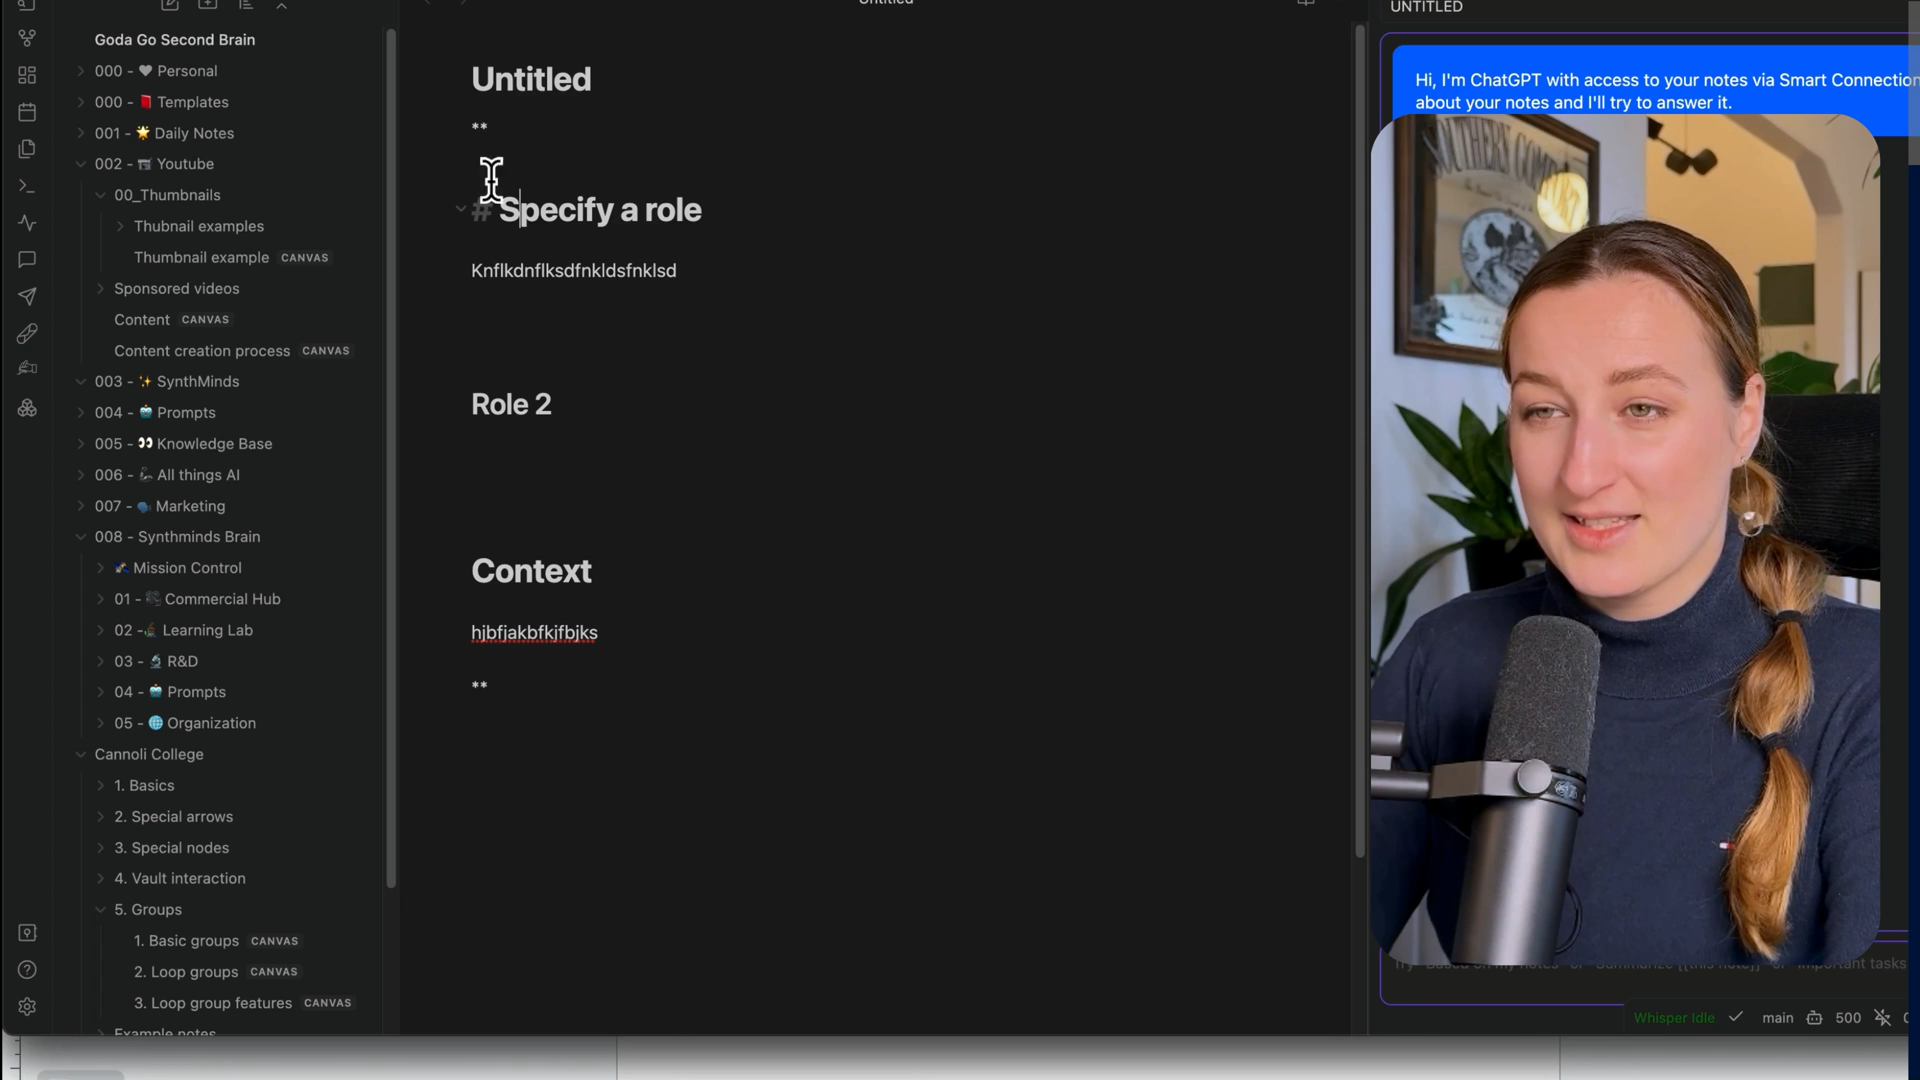 Untitled
UNTITLED
Goda Go Second Brain
000 - 🖤 Personal
000 - 📕 Templates
001 - 🌟 Daily Notes
002 - 📹 Youtube
00_Thumbnails
Thubnail examples
Thumbnail example CANVAS
Sponsored videos
Content CANVAS
Content creation process CANVAS
003 - ✨ SynthMinds
004 - 🤖 Prompts
005 - 👀 Knowledge Base
006 - 🦾 All things AI
007 - 🗣 Marketing
008 - Synthminds Brain
Mission Control
01 - Commercial Hub
02 - Learning Lab
03 - 🔬 R&D
04 - 🤖 Prompts
05 - 🌐 Organization
Cannoli College
1. Basics
2. Special arrows
3. Special nodes
4. Vault interaction
5. Groups
1. Basic groups CANVAS
2. Loop groups CANVAS
3. Loop group features CANVAS
Example notes
Untitled
**
# Specify a role
Knflkdnflksdfnkldsfnklsd
Role 2
Context
hjbfjakbfkjfbjks
**
Hi, I'm ChatGPT with access to your notes via Smart Connection
about your notes and I'll try to answer it.
SOUTHERN COM
Whisper Idle ✓ main 500